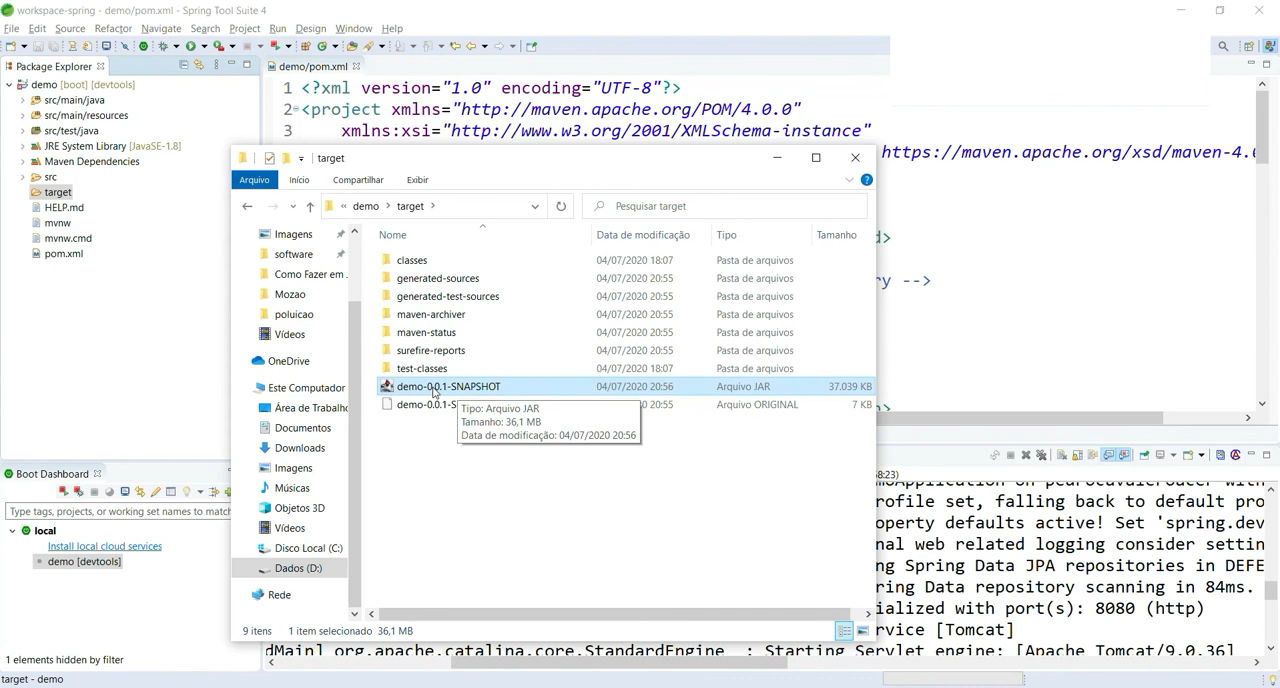 workspace-spring - demo/pom.xml - Spring Tool Suite 4
File Edit Source Refactor Navigate Search Project Run Design Window Help
Package Explorer
demo [boot] [devtools]
src/main/java
src/main/resources
src/test/java
JRE System Library [JavaSE-1.8]
Maven Dependencies
src
target
HELP.md
mvnw
mvnw.cmd
pom.xml
demo/pom.xml
1 <?xml version="1.0" encoding="UTF-8"?>
2 <project xmlns="http://maven.apache.org/POM/4.0.0"
3 xmlns:xsi="http://www.w3.org/2001/XMLSchema-instance"
https://maven.apache.org/xsd/maven-4.
d>
ry -->
target
Arquivo Início Compartilhar Exibir
« demo > target >
Pesquisar target
Imagens
software
Como Fazer em
Mozao
poluicao
Vídeos
OneDrive
Este Computador
Área de Trabalh
Documentos
Downloads
Imagens
Músicas
Objetos 3D
Vídeos
Disco Local (C:)
Dados (D:)
Rede
Nome Data de modificação Tipo Tamanho
classes 04/07/2020 18:07 Pasta de arquivos
generated-sources 04/07/2020 20:55 Pasta de arquivos
generated-test-sources 04/07/2020 20:55 Pasta de arquivos
maven-archiver 04/07/2020 20:55 Pasta de arquivos
maven-status 04/07/2020 20:55 Pasta de arquivos
surefire-reports 04/07/2020 20:55 Pasta de arquivos
test-classes 04/07/2020 18:07 Pasta de arquivos
demo-0.0.1-SNAPSHOT 04/07/2020 20:56 Arquivo JAR 37.039 KB
demo-0.0.1-S 20:55 Arquivo ORIGINAL 7 KB
Tipo: Arquivo JAR
Tamanho: 36,1 MB
Data de modificação: 04/07/2020 20:56
9 itens 1 item selecionado 36,1 MB
Boot Dashboard
Type tags, projects, or working set names to match
local
Install local cloud services
demo [devtools]
1 elements hidden by filter
target - demo
58:23)
rofile set, falling back to default pro
operty defaults active! Set 'spring.dev
nal web related logging consider settin
ng Spring Data JPA repositories in DEFE
ring Data repository scanning in 84ms.
ialized with port(s): 8080 (http)
rvice [Tomcat]
dMain] org.apache.catalina.core.StandardEngine : Starting Servlet engine: [Apache Tomcat/9.0.36]